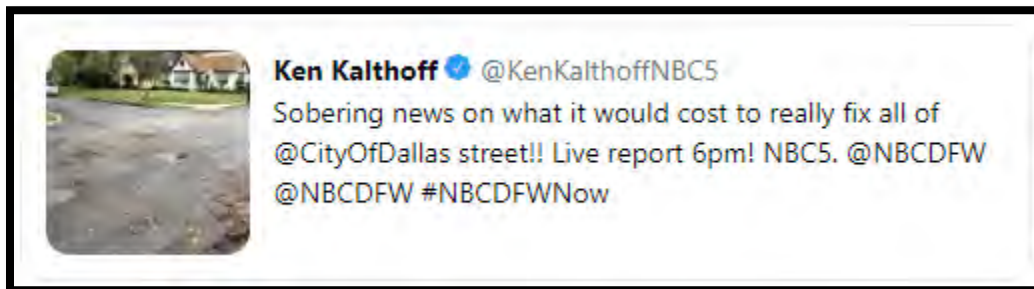 Ken Kalthoff @KenKalthoffNBC5
Sobering news on what it would cost to really fix all of
@CityOfDallas street!! Live report 6pm! NBC5. @NBCDFW
@NBCDFW #NBCDFWNow